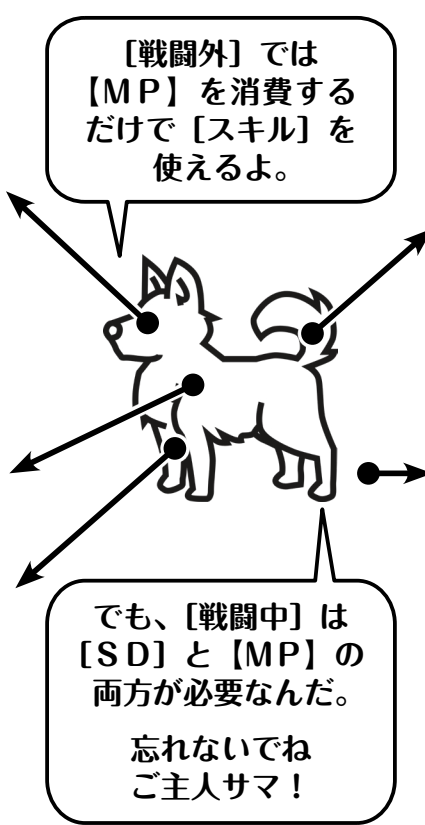 ［戦闘外］では
【ＭＰ】を消費する
だけで［スキル］を
使えるよ。
でも、［戦闘中］は
［ＳＤ］と【ＭＰ】の
両方が必要なんだ。
忘れないでね
ご主人サマ！